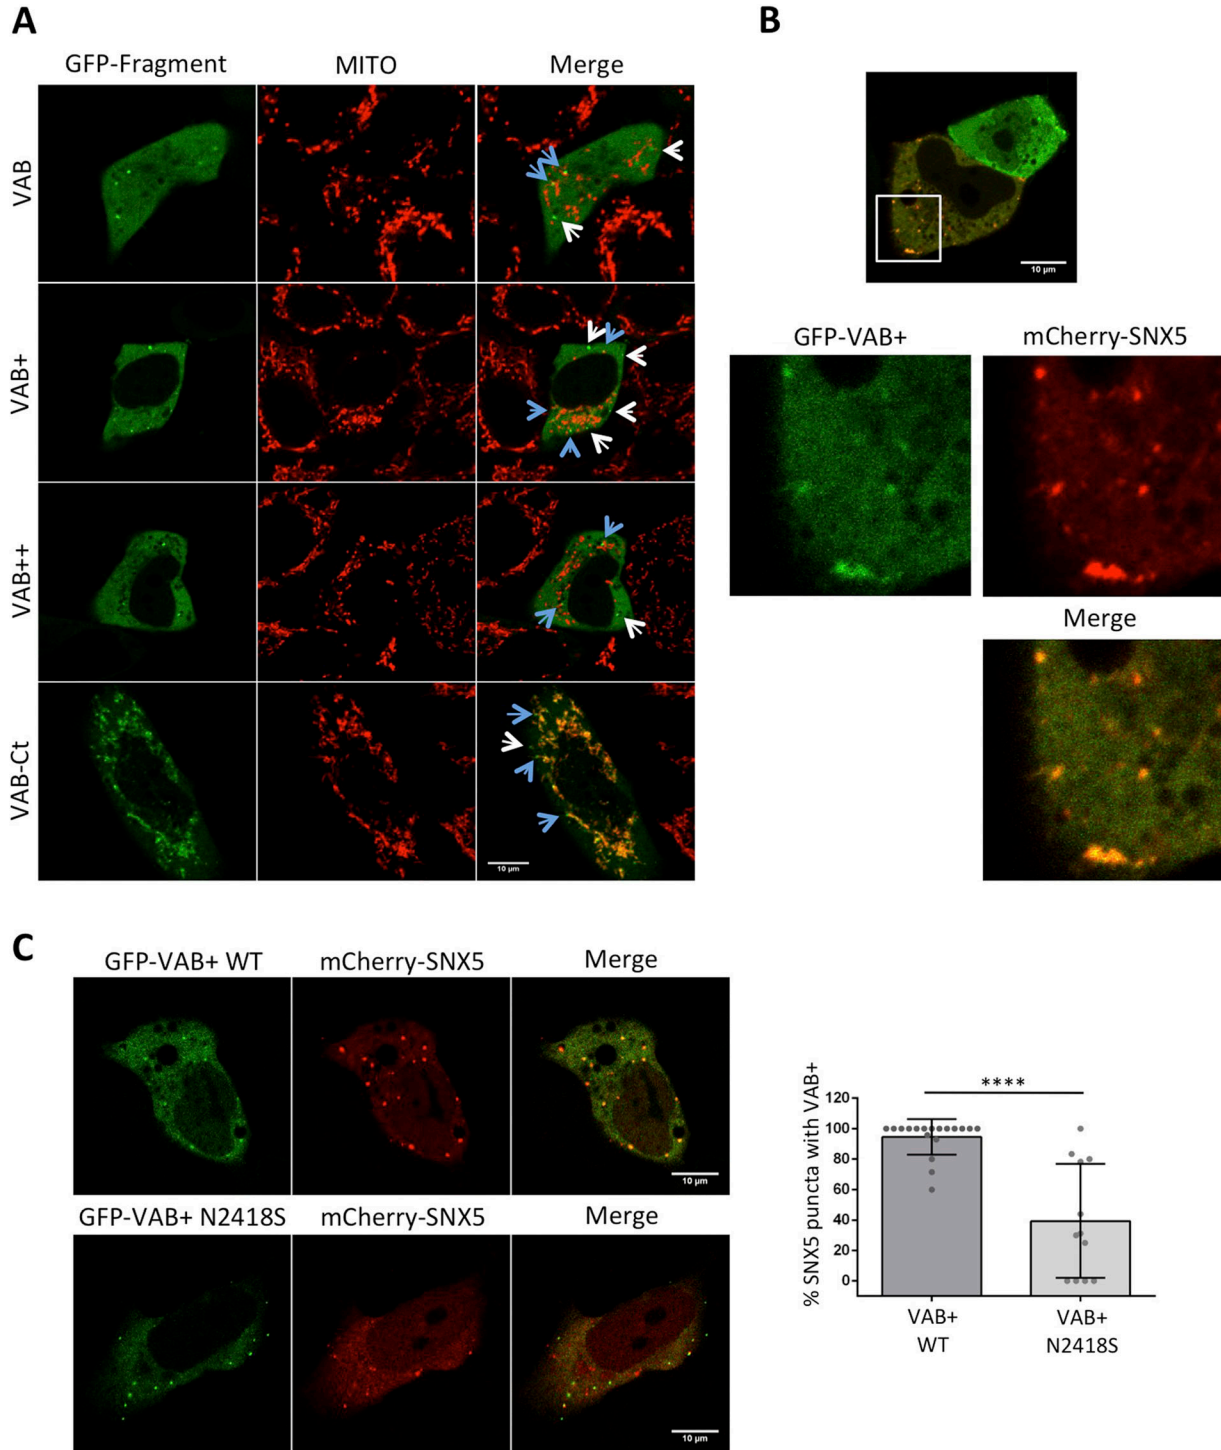 A
GFP-Fragment MITO Merge
VAB
VAB+
VAB++
VAB-Ct
10 µm
B
10 µm
GFP-VAB+ mCherry-SNX5
Merge
C
GFP-VAB+ WT mCherry-SNX5 Merge
10 µm
GFP-VAB+ N2418S mCherry-SNX5 Merge
10 µm
% SNX5 puncta with VAB+
****
120
100
80
60
40
20
0
VAB+ VAB+
WT N2418S